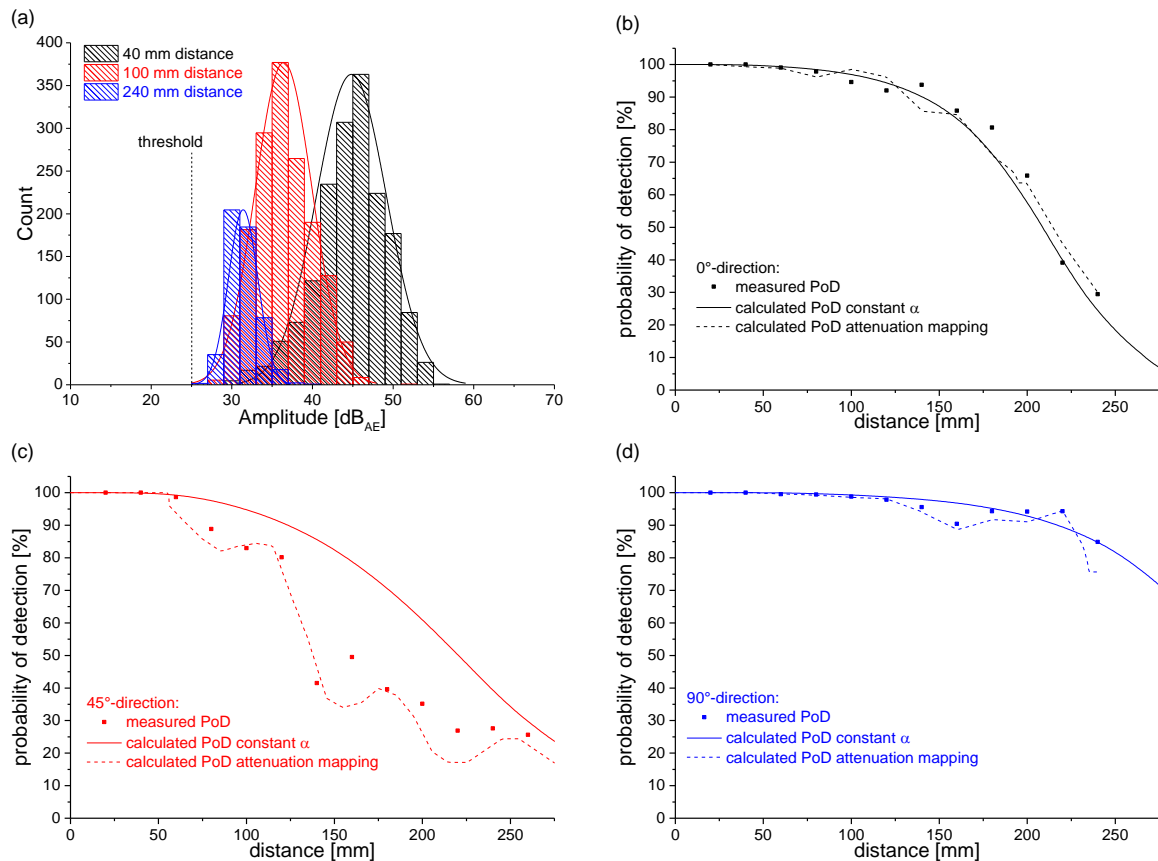 (a)
400
350
300
250
200
150
100
50
0
Count
40 mm distance
100 mm distance
240 mm distance
threshold
10 20 30 40 50 60 70
Amplitude [dB_AE]
(b)
100
90
80
70
60
50
40
30
20
10
0
probability of detection [%]
0°-direction:
measured PoD
calculated PoD constant α
calculated PoD attenuation mapping
0 50 100 150 200 250
distance [mm]
(c)
100
90
80
70
60
50
40
30
20
10
0
probability of detection [%]
45°-direction:
measured PoD
calculated PoD constant α
calculated PoD attenuation mapping
0 50 100 150 200 250
distance [mm]
(d)
100
90
80
70
60
50
40
30
20
10
0
probability of detection [%]
90°-direction:
measured PoD
calculated PoD constant α
calculated PoD attenuation mapping
0 50 100 150 200 250
distance [mm]